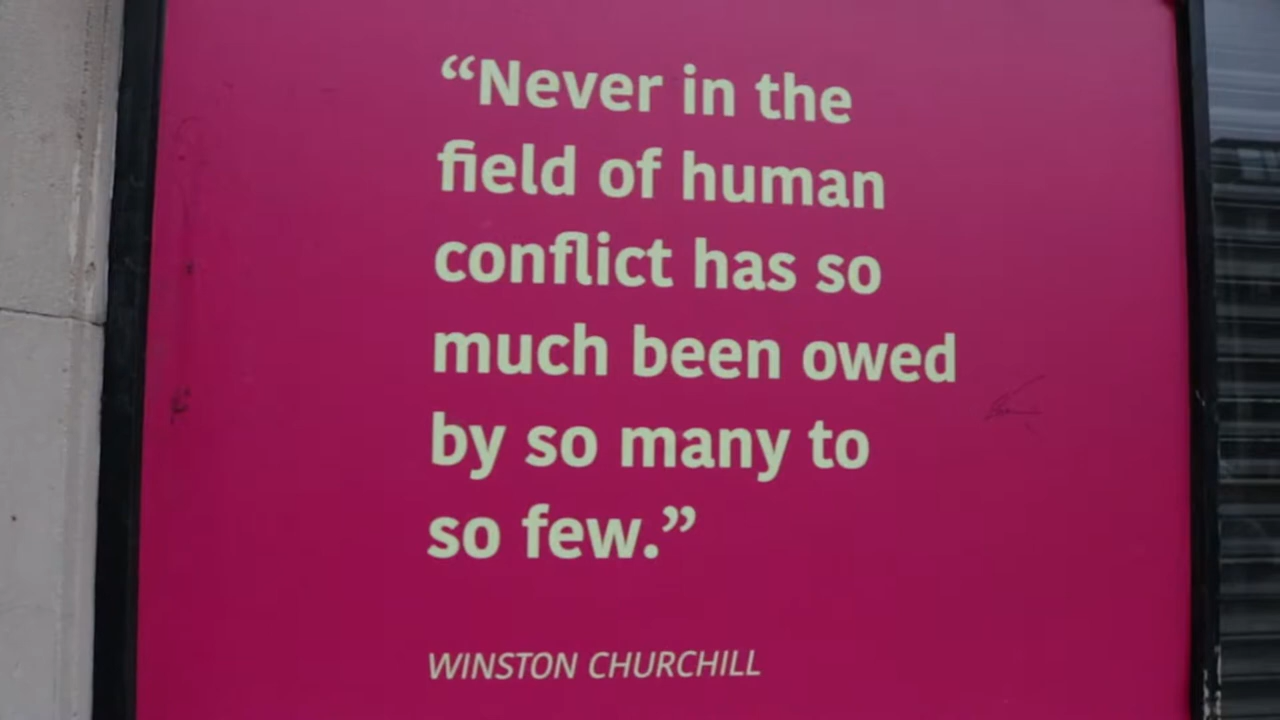 “Never in the
field of human
conflict has so
much been owed
by so many to
so few.”
WINSTON CHURCHILL